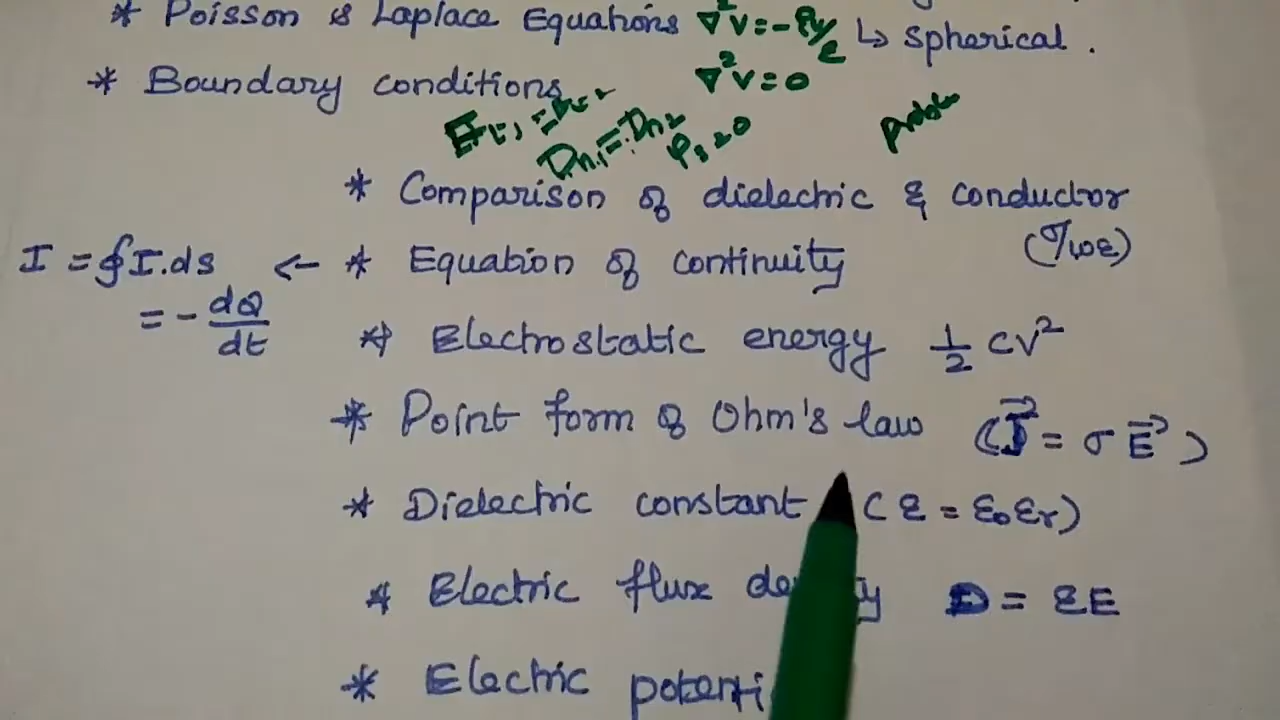 * Poisson & Laplace Equations ∇²V = -ρv/ε ↳ spherical.
* Boundary conditions ∇²V = 0
Dn1 = Dn2 ρs = 0
* Comparison of dielectric & conductor
(σ/ωε)
I = ∮I.ds ← * Equation of continuity
= - dQ/dt
* Electrostatic energy 1/2 CV²
* Point form of Ohm's law (J⃗ = σ E⃗)
* Dielectric constant (ε = ε₀εr)
* Electric flux D = εE
* Electric